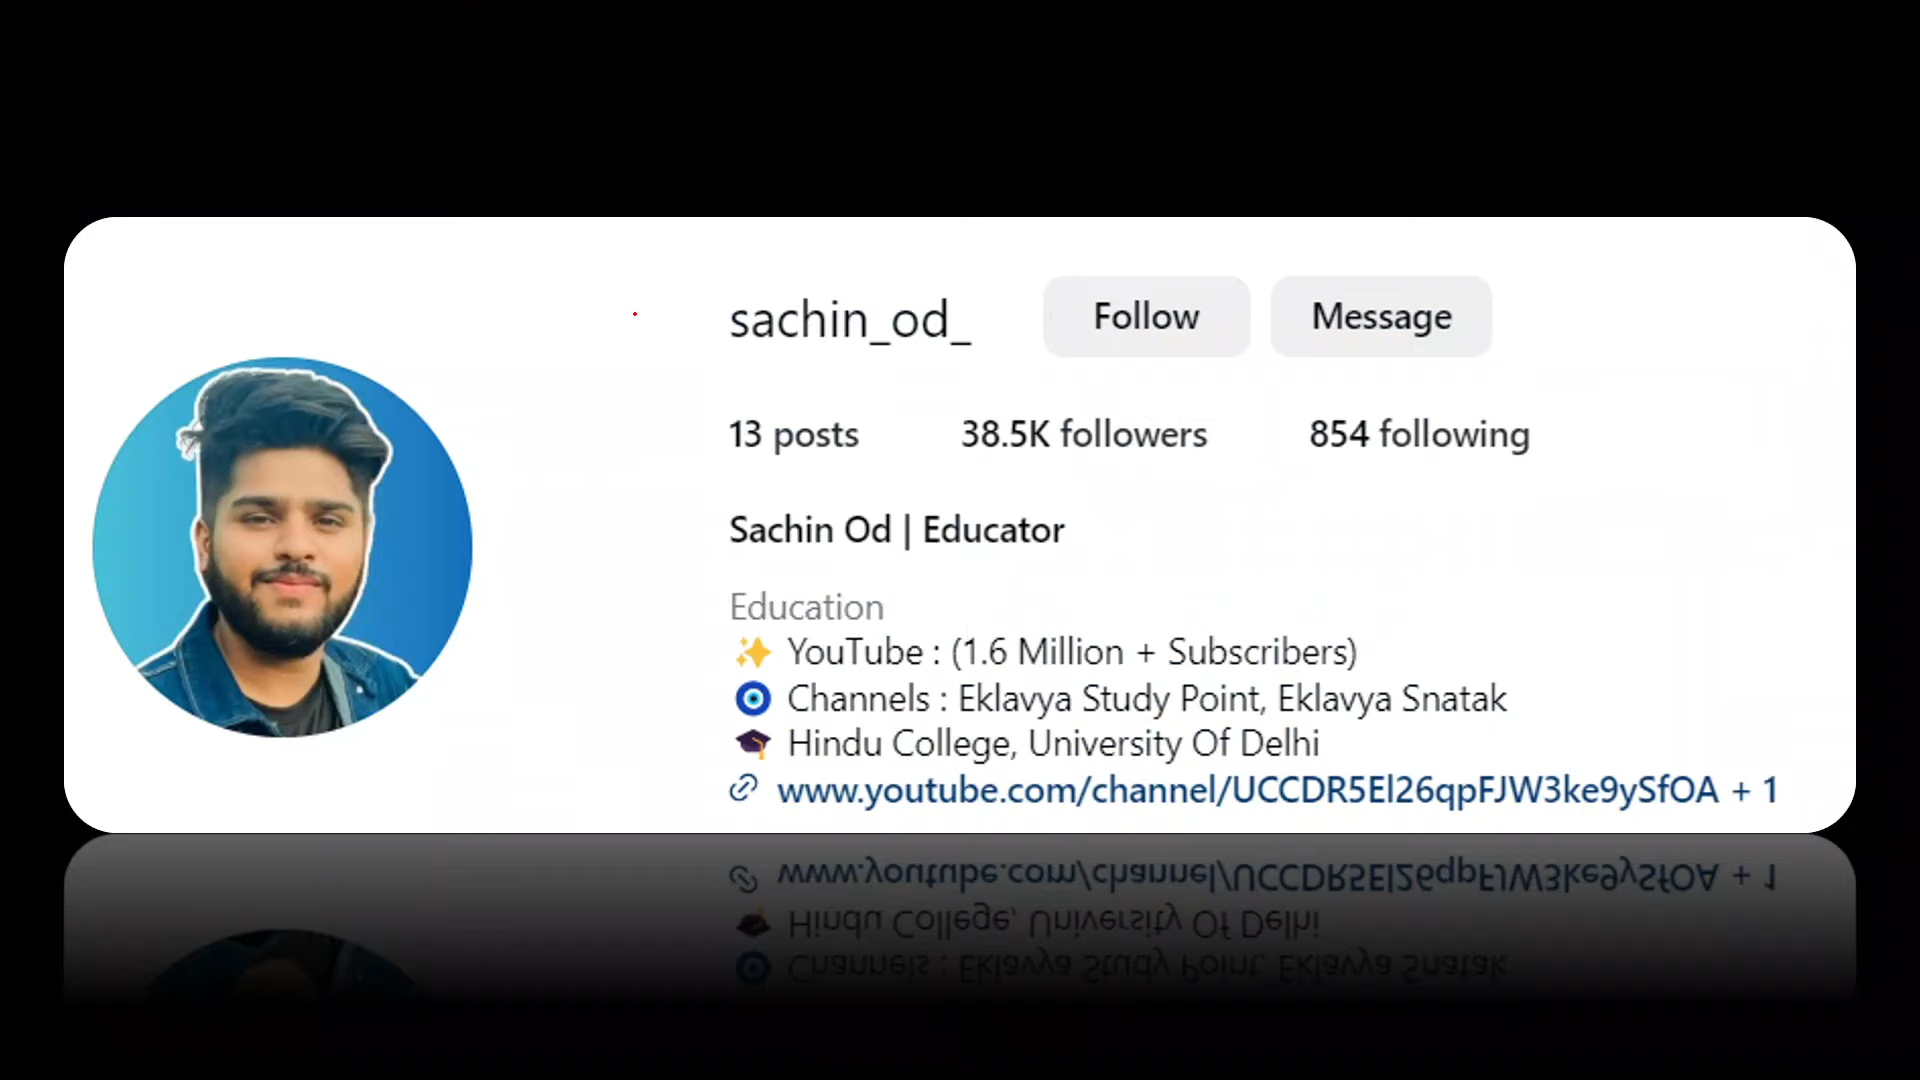 sachin_od_ Follow Message
13 posts 38.5K followers 854 following
Sachin Od | Educator
Education
✨ YouTube : (1.6 Million + Subscribers)
🧿 Channels : Eklavya Study Point, Eklavya Snatak
🎓 Hindu College, University Of Delhi
www.youtube.com/channel/UCCDR5El26qpFJW3ke9ySfOA + 1